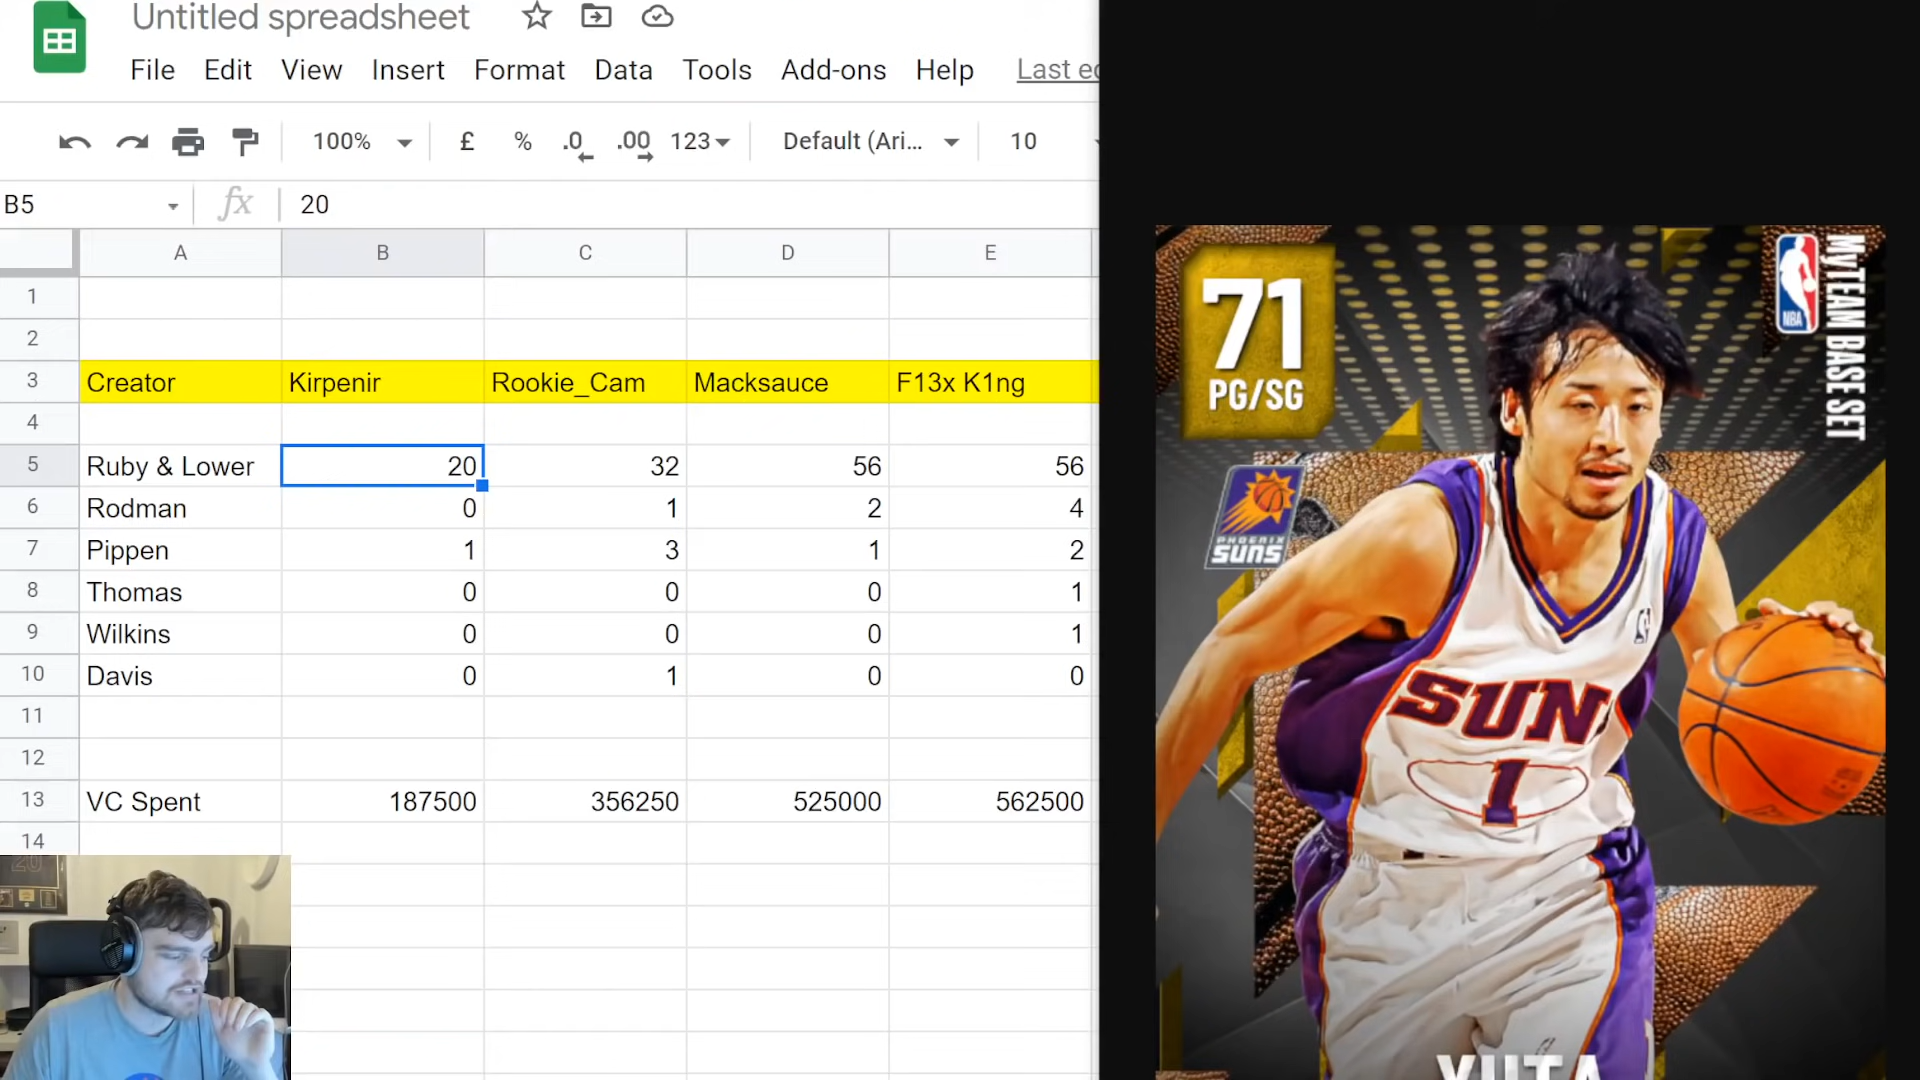 Untitled spreadsheet
File Edit View Insert Format Data Tools Add-ons Help Last
100% £ % .0 .00 123 Default (Ari... 10
B5 fx 20
A B C D E
1
2
3 Creator Kirpenir Rookie_Cam Macksauce F13x K1ng
4
5 Ruby & Lower 20 32 56 56
6 Rodman 0 1 2 4
7 Pippen 1 3 1 2
8 Thomas 0 0 0 1
9 Wilkins 0 0 0 1
10 Davis 0 1 0 0
11
12
13 VC Spent 187500 356250 525000 562500
14
71
PG/SG
NBA
MyTEAM BASE SET
PHOENIX
SUNS
SUN
1
YUTA